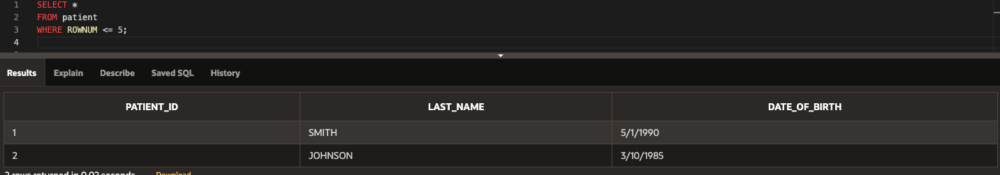 1 SELECT *
2 FROM patient
3 WHERE ROWNUM <= 5;
4
Results Explain Describe Saved SQL History
PATIENT_ID LAST_NAME DATE_OF_BIRTH
1 SMITH 5/1/1990
2 JOHNSON 3/10/1985
2 rows returned in 0.02 seconds Download